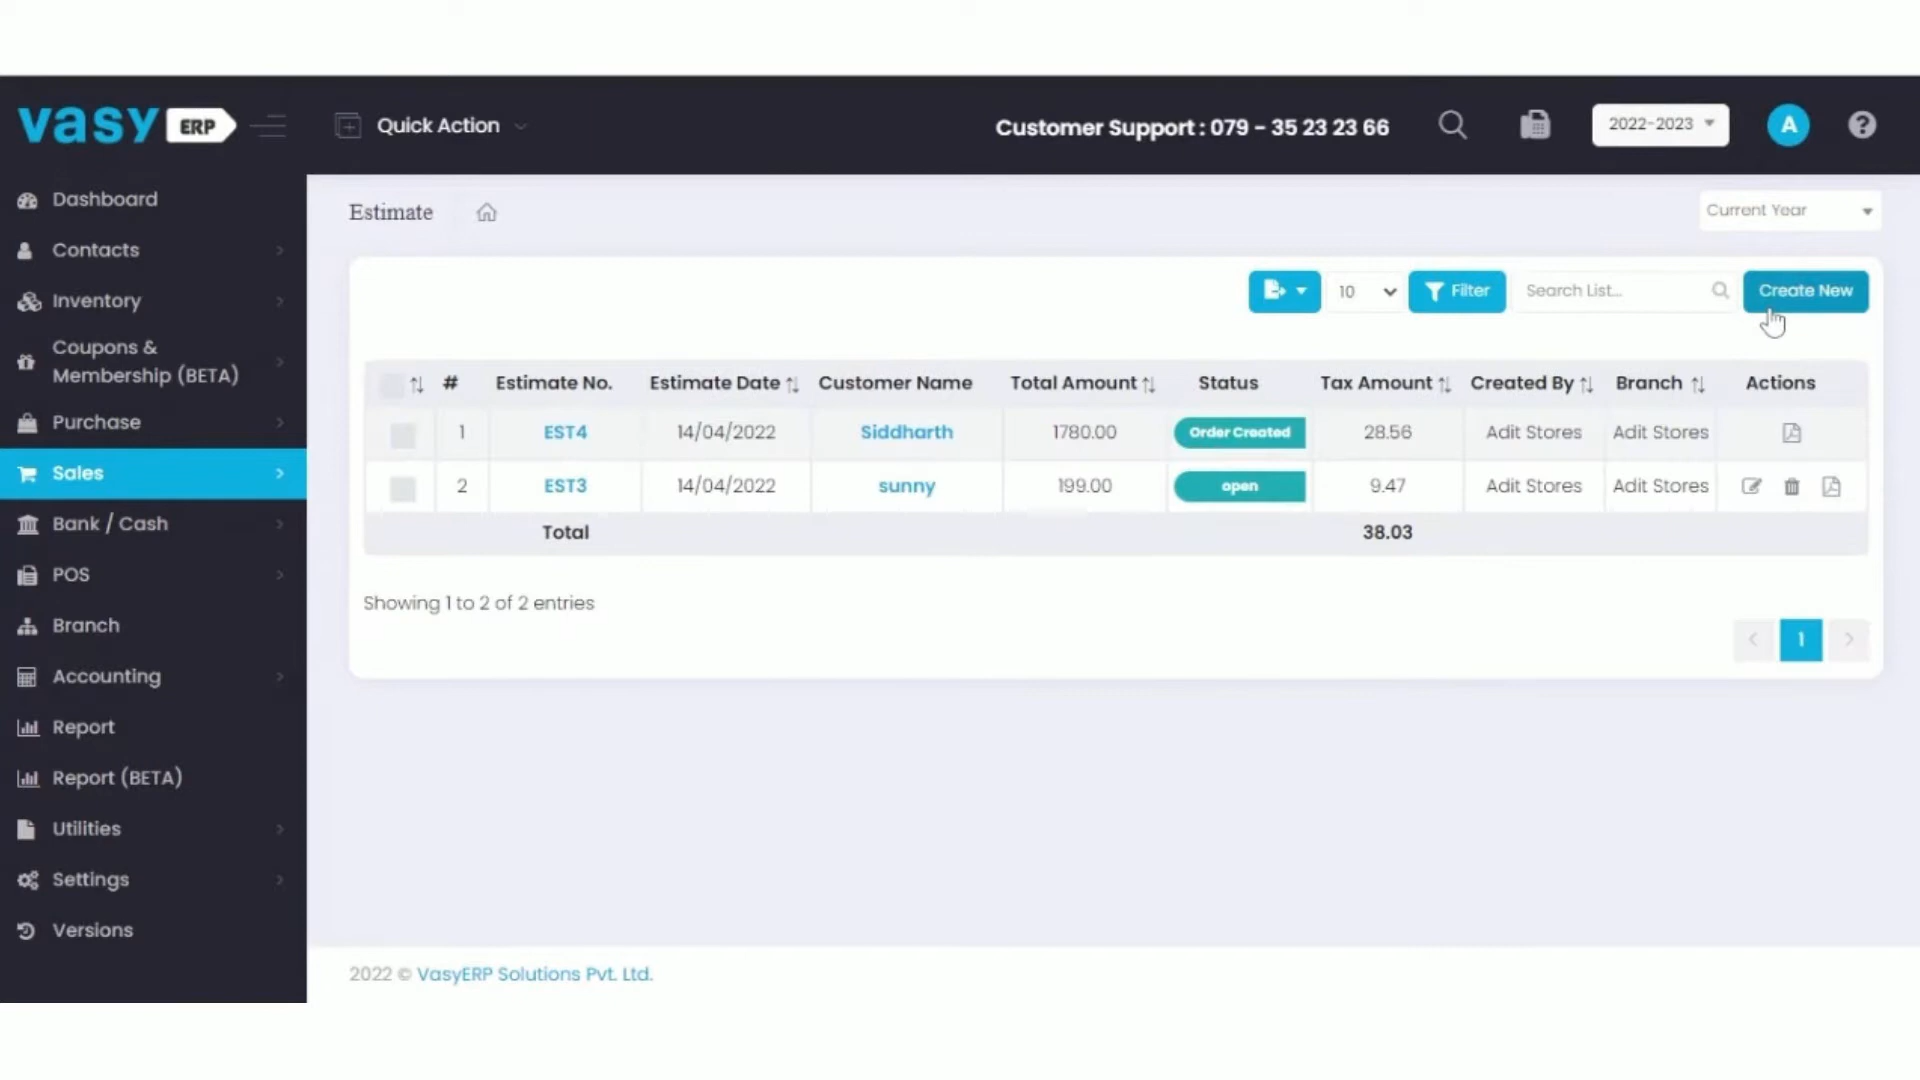 vasy ERP
Quick Action
Customer Support : 079 - 35 23 23 66
2022-2023
A
?
Dashboard
Contacts
Inventory
Coupons &
Membership (BETA)
Purchase
Sales
Bank / Cash
POS
Branch
Accounting
Report
Report (BETA)
Utilities
Settings
Versions
Estimate
Current Year
10
Filter
Search List...
Create New
# Estimate No. Estimate Date Customer Name Total Amount Status Tax Amount Created By Branch Actions
1 EST4 14/04/2022 Siddharth 1780.00 Order Created 28.56 Adit Stores Adit Stores
2 EST3 14/04/2022 sunny 199.00 open 9.47 Adit Stores Adit Stores
Total 38.03
Showing 1 to 2 of 2 entries
1
2022 © VasyERP Solutions Pvt. Ltd.